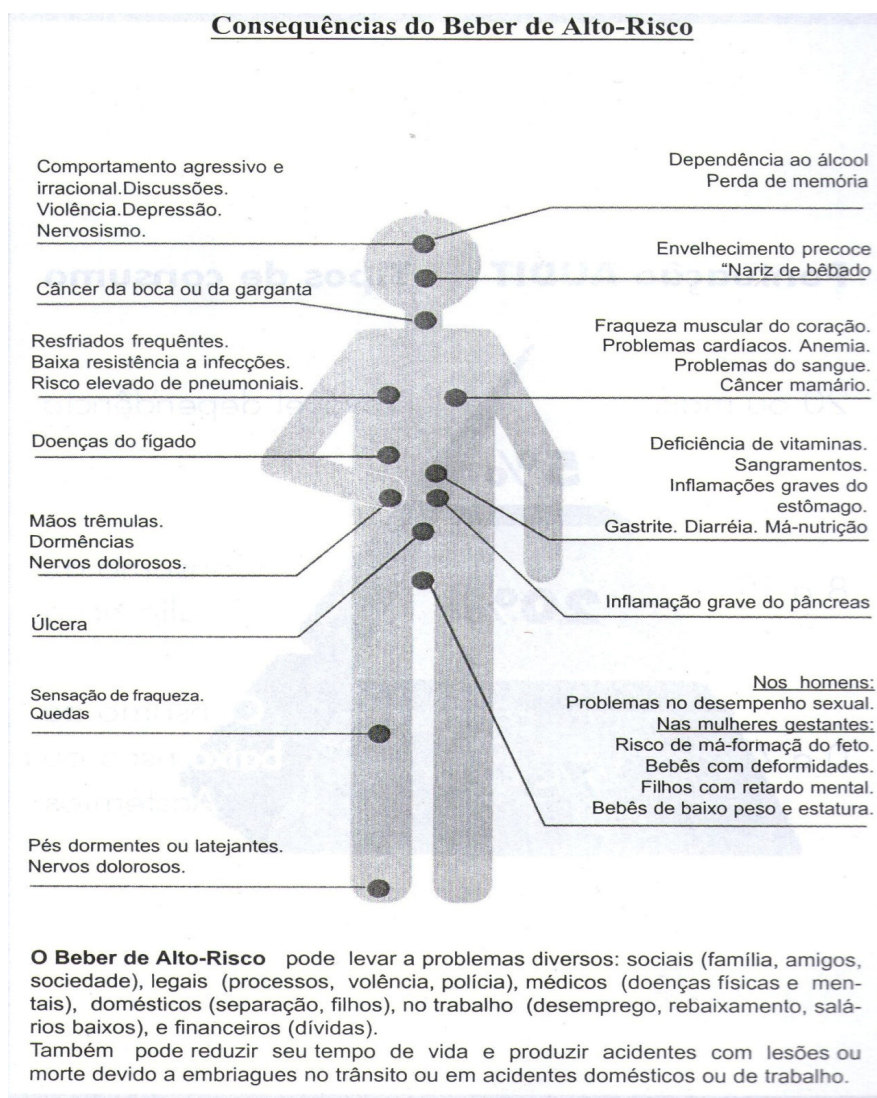 Consequências do Beber de Alto-Risco
Comportamento agressivo e
irracional.Discussões.
Violência.Depressão.
Nervosismo.
Câncer da boca ou da garganta
Resfriados frequêntes.
Baixa resistência a infecções.
Risco elevado de pneumoniais.
Doenças do fígado
Mãos trêmulas.
Dormências
Nervos dolorosos.
Úlcera
Sensação de fraqueza.
Quedas
Pés dormentes ou latejantes.
Nervos dolorosos.
Dependência ao álcool
Perda de memória
Envelhecimento precoce
“Nariz de bêbado
Fraqueza muscular do coração.
Problemas cardíacos. Anemia.
Problemas do sangue.
Câncer mamário.
Deficiência de vitaminas.
Sangramentos.
Inflamações graves do
estômago.
Gastrite. Diarréia. Má-nutrição
Inflamação grave do pâncreas
Nos homens:
Problemas no desempenho sexual.
Nas mulheres gestantes:
Risco de má-formaçã do feto.
Bebês com deformidades.
Filhos com retardo mental.
Bebês de baixo peso e estatura.
O Beber de Alto-Risco pode levar a problemas diversos: sociais (família, amigos,
sociedade), legais (processos, volência, polícia), médicos (doenças físicas e men-
tais), domésticos (separação, filhos), no trabalho (desemprego, rebaixamento, salá-
rios baixos), e financeiros (dívidas).
Também pode reduzir seu tempo de vida e produzir acidentes com lesões ou
morte devido a embriagues no trânsito ou em acidentes domésticos ou de trabalho.